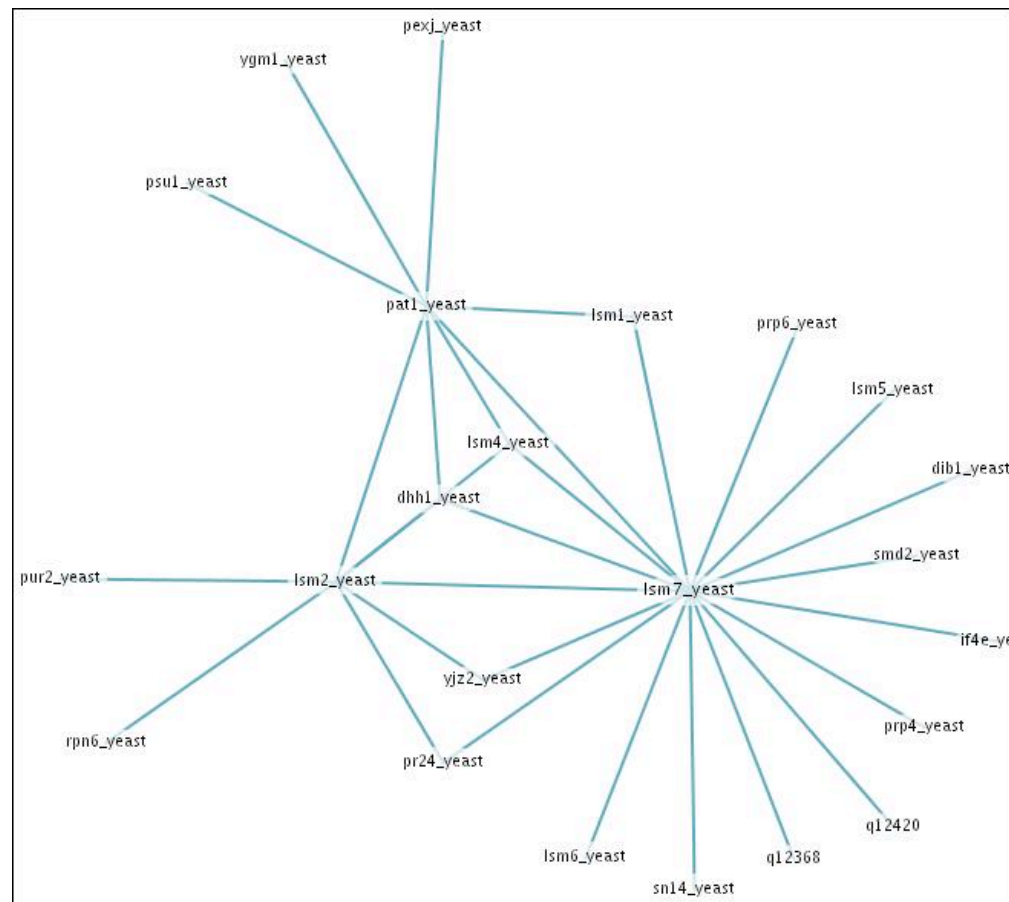 pexj_yeast
ygm1_yeast
psu1_yeast
pat1_yeast
lsm1_yeast
prp6_yeast
lsm5_yeast
lsm4_yeast
dib1_yeast
dhh1_yeast
smd2_yeast
pur2_yeast
lsm2_yeast
lsm7_yeast
if4e_ye
yjz2_yeast
prp4_yeast
rpn6_yeast
pr24_yeast
q12420
lsm6_yeast
q12368
sn14_yeast